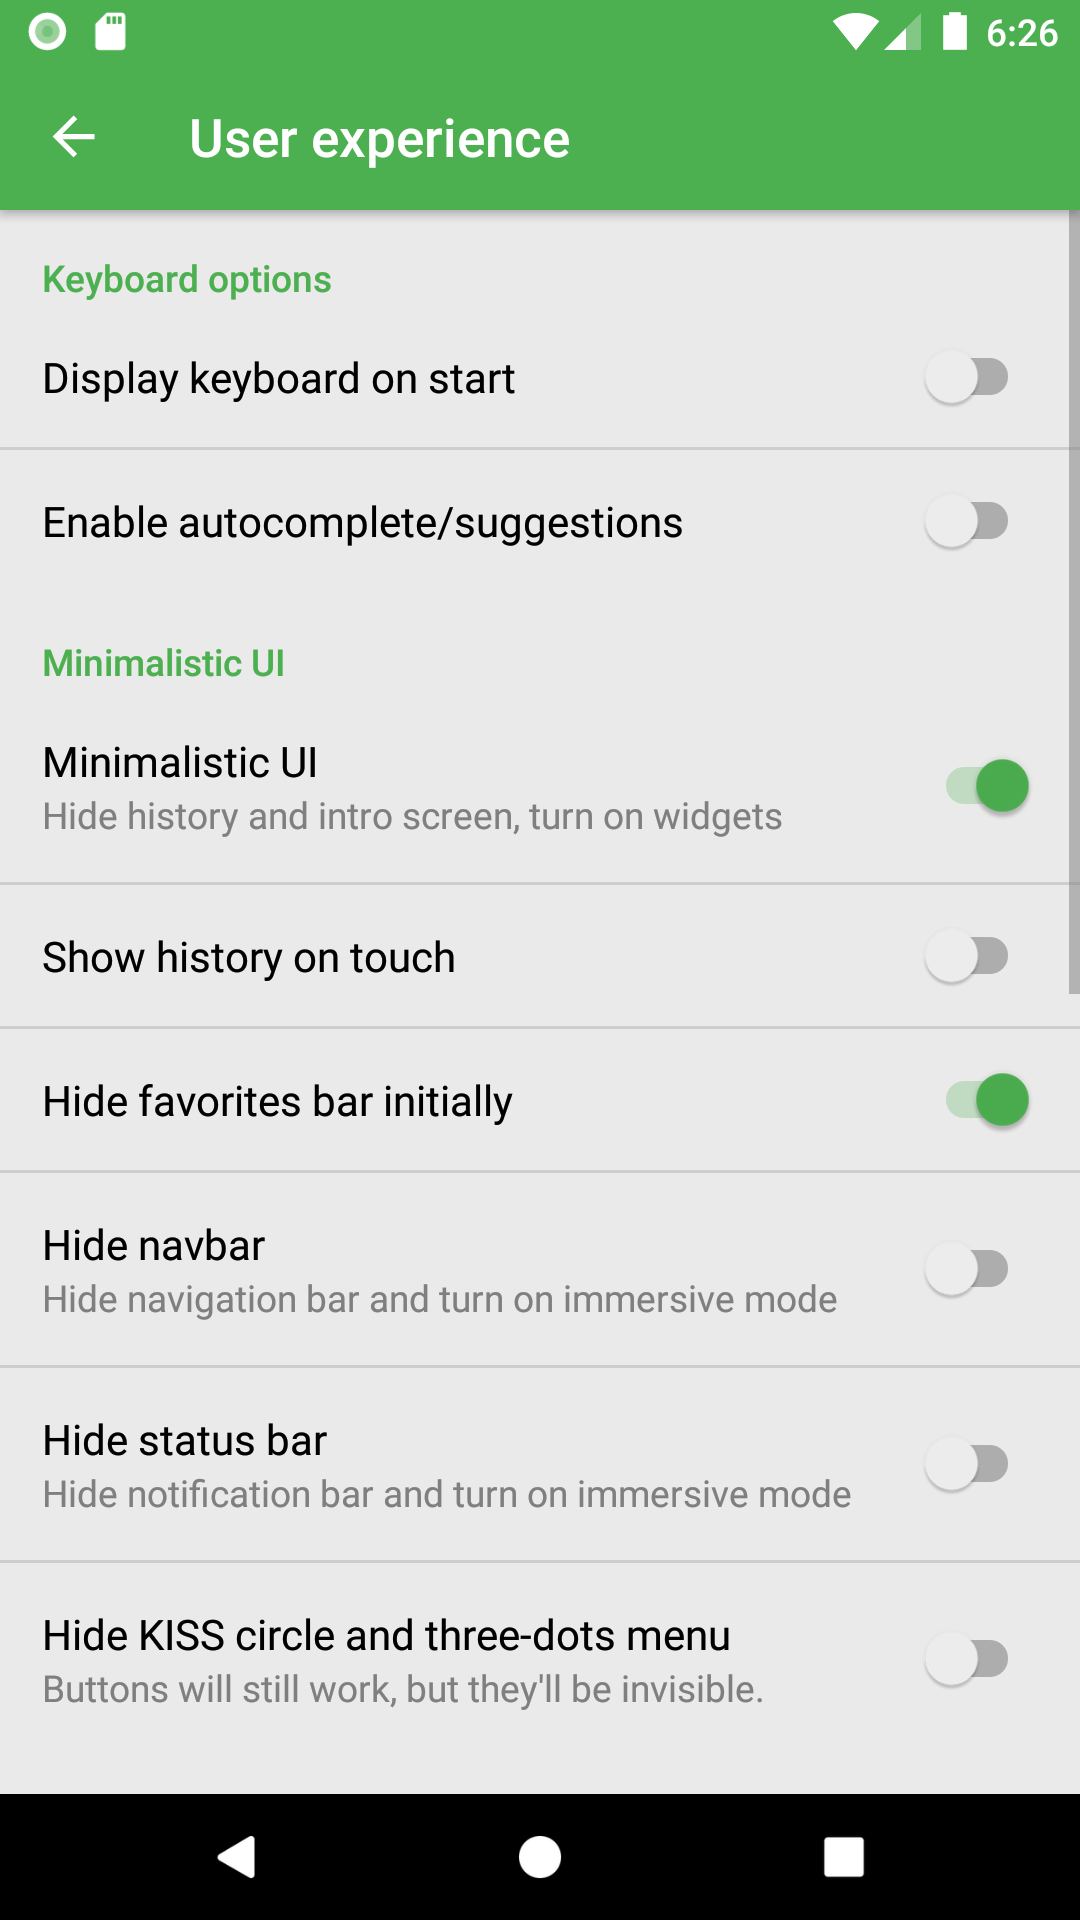 6:26
User experience
Keyboard options
Display keyboard on start
Enable autocomplete/suggestions
Minimalistic UI
Minimalistic UI
Hide history and intro screen, turn on widgets
Show history on touch
Hide favorites bar initially
Hide navbar
Hide navigation bar and turn on immersive mode
Hide status bar
Hide notification bar and turn on immersive mode
Hide KISS circle and three-dots menu
Buttons will still work, but they'll be invisible.